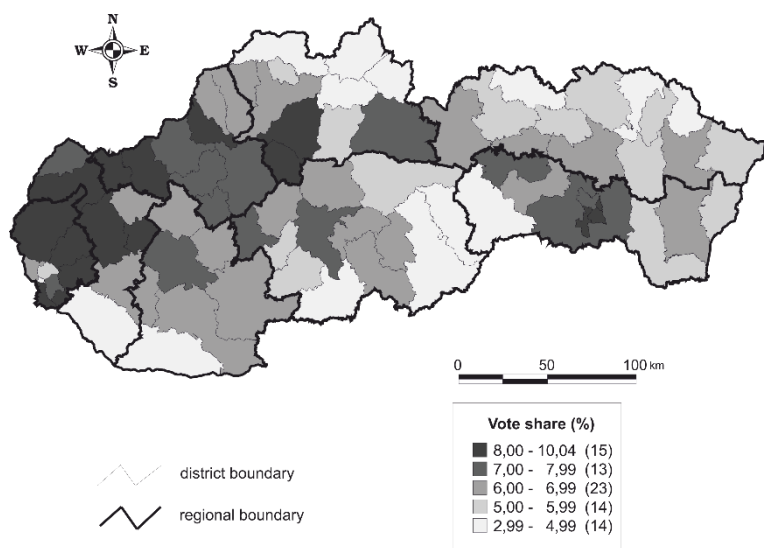 N
W E
S
0 50 100 km
Vote share (%)
8,00 - 10,04 (15)
7,00 - 7,99 (13)
6,00 - 6,99 (23)
5,00 - 5,99 (14)
2,99 - 4,99 (14)
district boundary
regional boundary